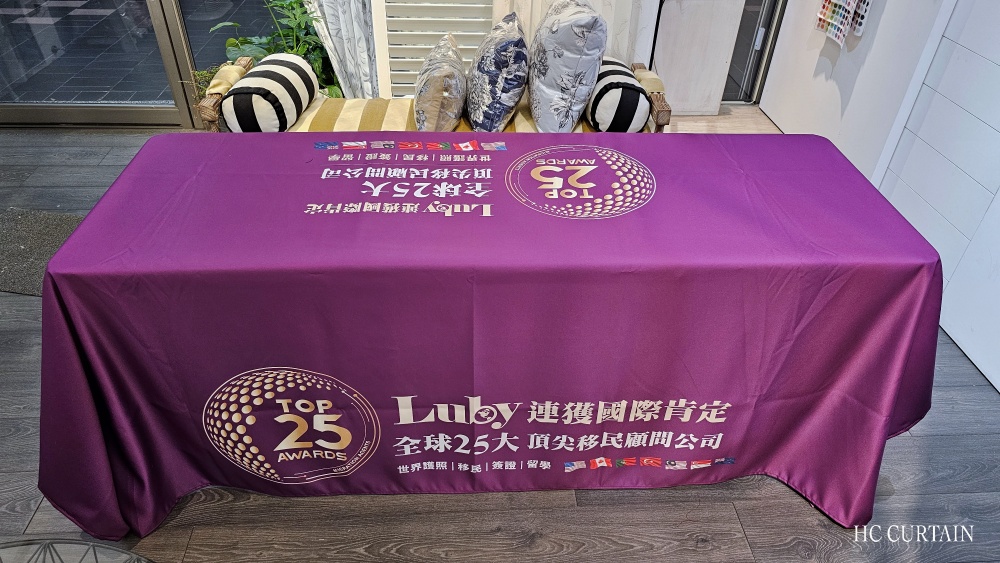 世界護照 | 移民 | 簽證 | 留學
頂尖移民顧問公司
全球25大
Luby 連獲國際肯定
TOP
25
AWARDS
TOP
25
AWARDS
MIGRATION AGENTS
Luby 連獲國際肯定
全球25大 頂尖移民顧問公司
世界護照 | 移民 | 簽證 | 留學
HC CURTAIN